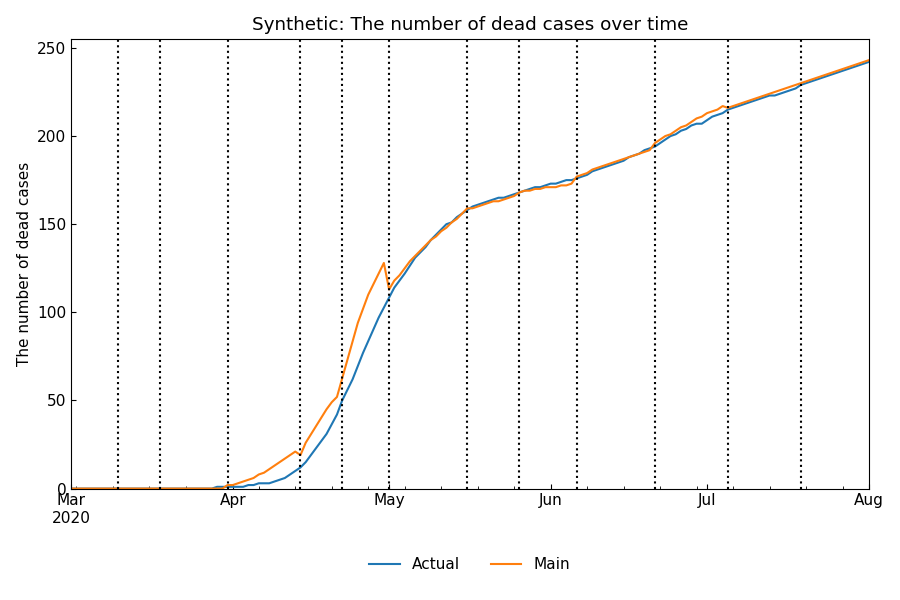 Synthetic: The number of dead cases over time
The number of dead cases
250
200
150
100
50
0
Mar Apr May Jun Jul Aug
2020
Actual Main